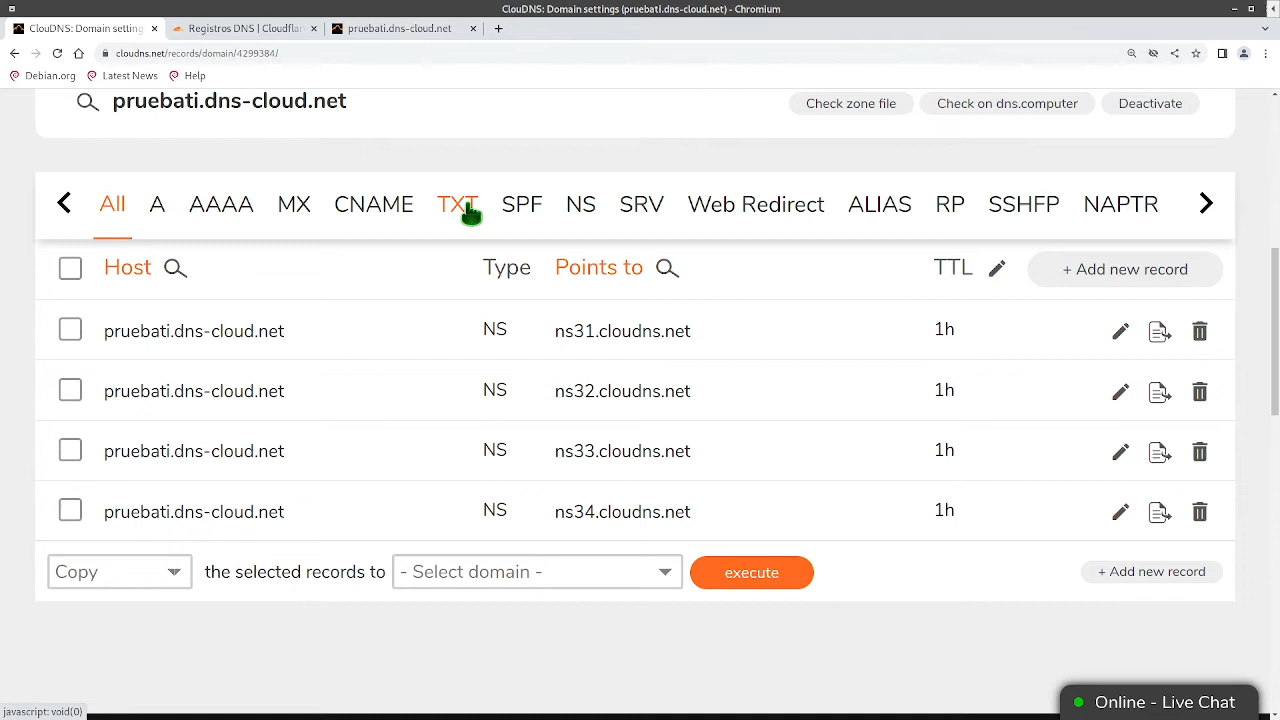 ClouDNS: Domain settings (pruebati.dns-cloud.net) - Chromium
ClouDNS: Domain setting
Registros DNS | Cloudflar
pruebati.dns-cloud.net
cloudns.net/records/domain/4299384/
Debian.org Latest News Help
pruebati.dns-cloud.net
Check zone file Check on dns.computer Deactivate
All A AAAA MX CNAME TXT SPF NS SRV Web Redirect ALIAS RP SSHFP NAPTR
Host Type Points to TTL + Add new record
pruebati.dns-cloud.net NS ns31.cloudns.net 1h
pruebati.dns-cloud.net NS ns32.cloudns.net 1h
pruebati.dns-cloud.net NS ns33.cloudns.net 1h
pruebati.dns-cloud.net NS ns34.cloudns.net 1h
Copy the selected records to - Select domain - execute + Add new record
Online - Live Chat
javascript: void(0)